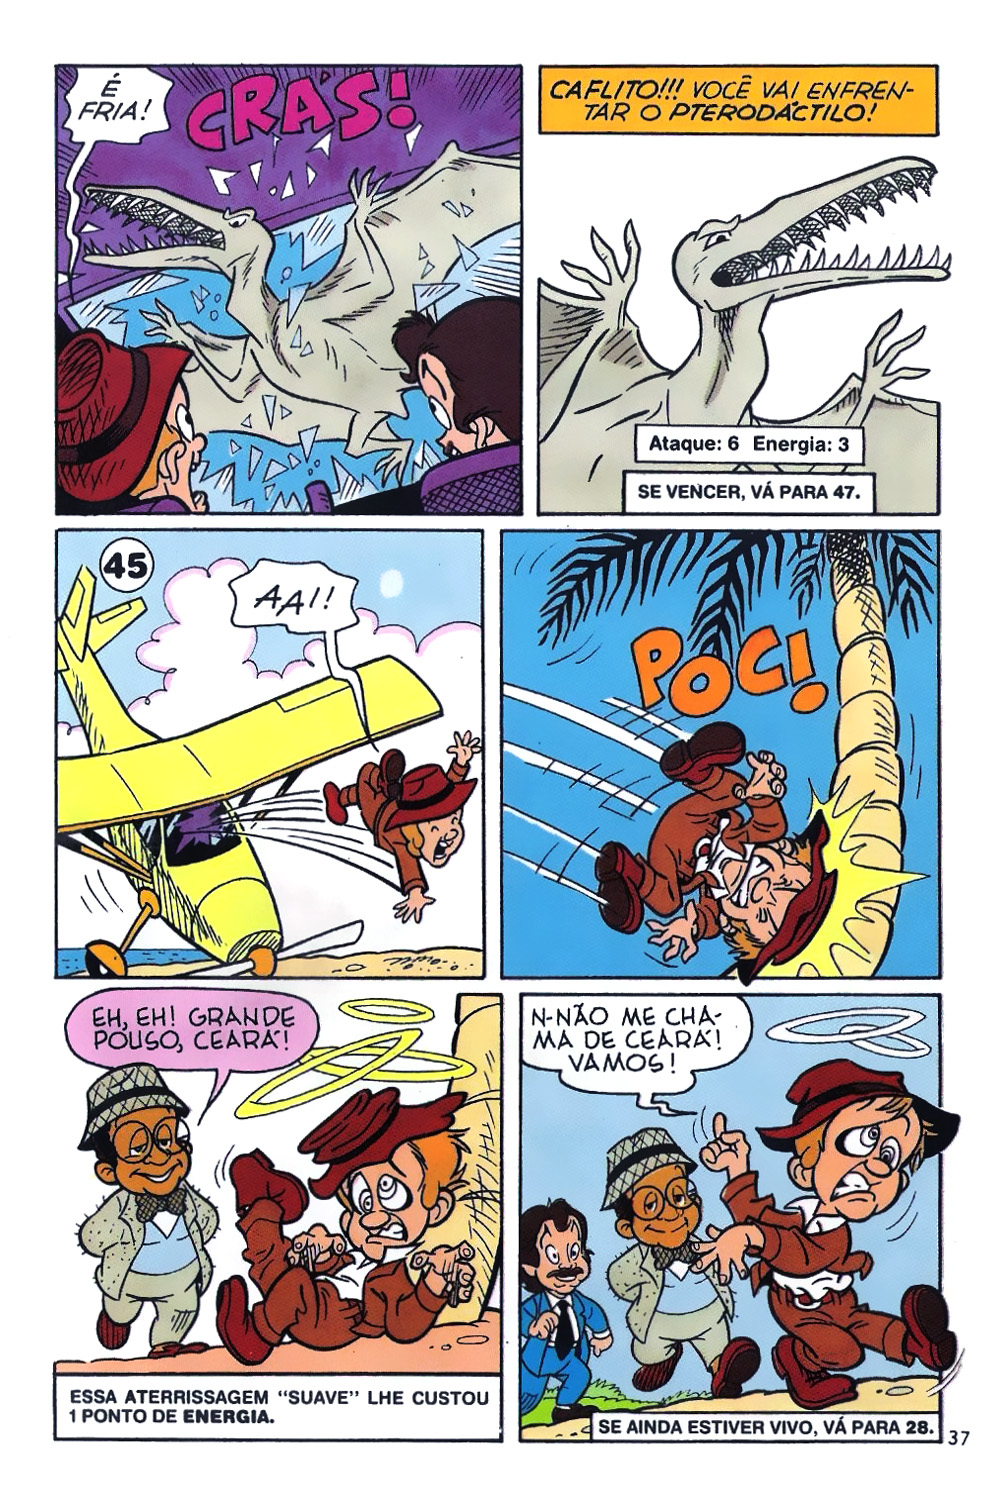 É
FRIA!
CRÁS!
CAFLITO!!! VOCÊ VAI ENFREN-
TAR O PTERODÁCTILO!
Ataque: 6 Energia: 3
SE VENCER, VÁ PARA 47.
45
AAI!
POC!
EH, EH! GRANDE
POUSO, CEARÁ!
ESSA ATERRISSAGEM “SUAVE” LHE CUSTOU
1 PONTO DE ENERGIA.
N-NÃO ME CHA-
MA DE CEARÁ!
VAMOS!
SE AINDA ESTIVER VIVO, VÁ PARA 28.
37